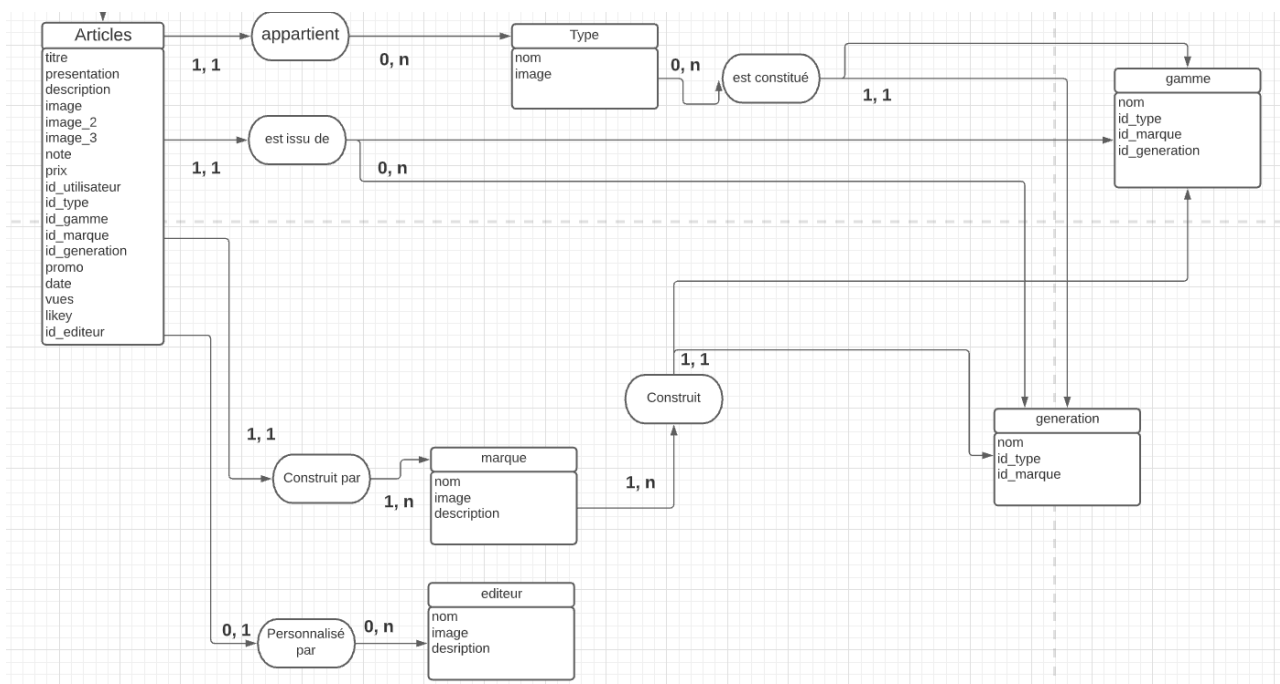 Articles
titre
presentation
description
image
image_2
image_3
note
prix
id_utilisateur
id_type
id_gamme
id_marque
id_generation
promo
date
vues
likey
id_editeur
1, 1
appartient
0, n
Type
nom
image
0, n
est constitué
1, 1
gamme
nom
id_type
id_marque
id_generation
1, 1
est issu de
0, n
1, 1
Construit par
1, n
marque
nom
image
description
1, n
Construit
1, 1
generation
nom
id_type
id_marque
0, 1
Personnalisé
par
0, n
editeur
nom
image
desription